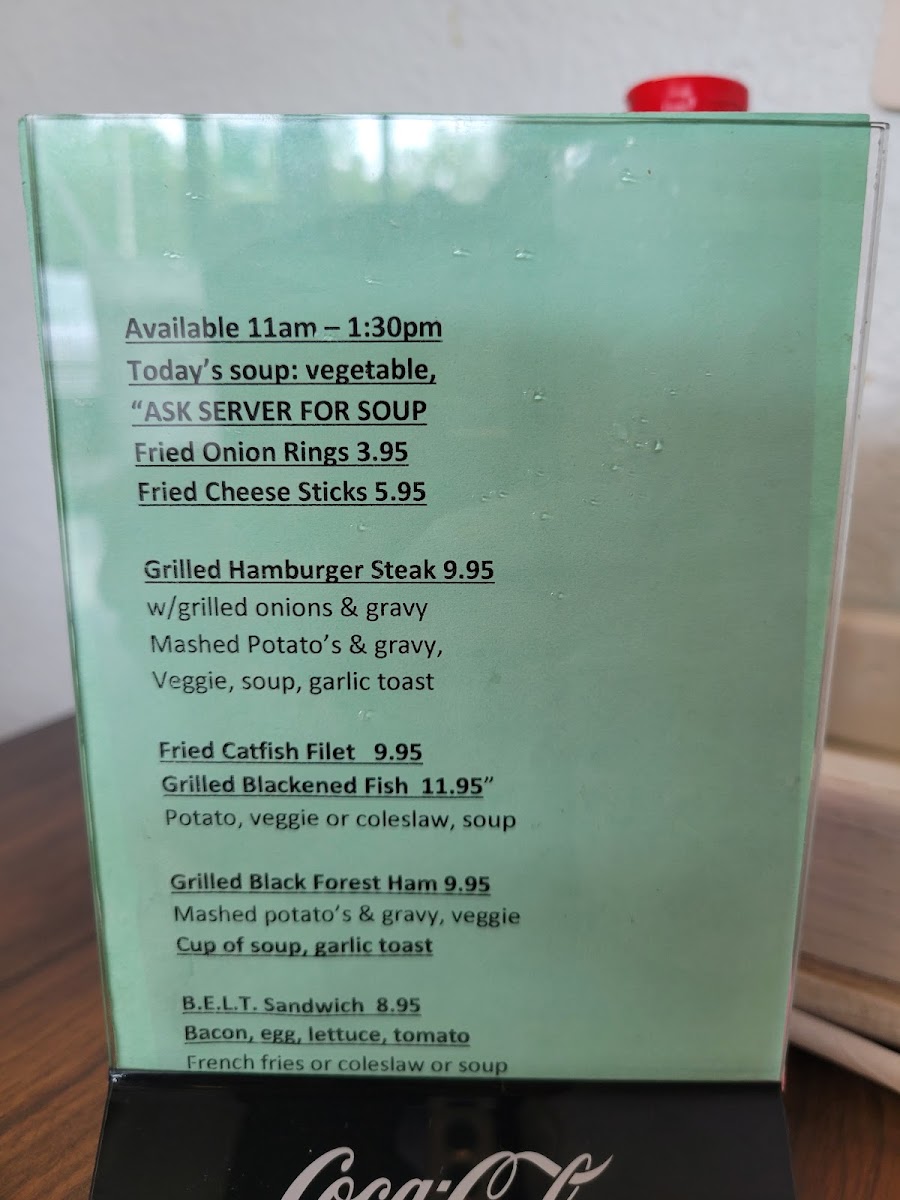 Available 11am – 1:30pm
Today's soup: vegetable,
“ASK SERVER FOR SOUP
Fried Onion Rings 3.95
Fried Cheese Sticks 5.95
Grilled Hamburger Steak 9.95
w/grilled onions & gravy
Mashed Potato's & gravy,
Veggie, soup, garlic toast
Fried Catfish Filet 9.95
Grilled Blackened Fish 11.95”
Potato, veggie or coleslaw, soup
Grilled Black Forest Ham 9.95
Mashed potato's & gravy, veggie
Cup of soup, garlic toast
B.E.L.T. Sandwich 8.95
Bacon, egg, lettuce, tomato
French fries or coleslaw or soup
Coca-Cola